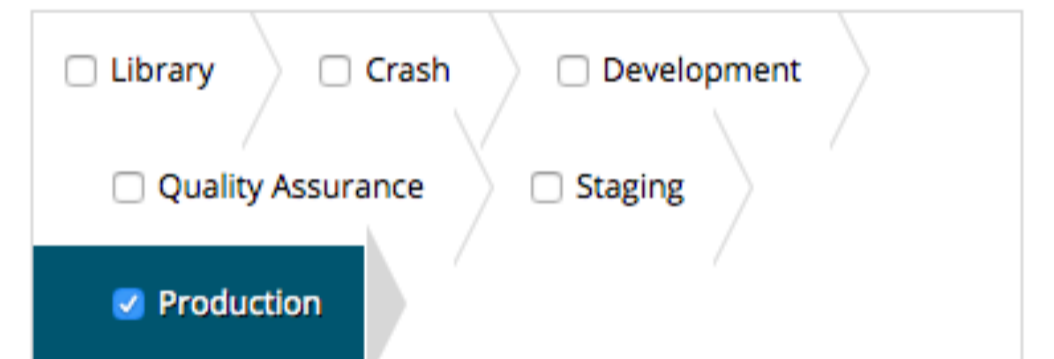 Library Crash Development
Quality Assurance Staging
Production